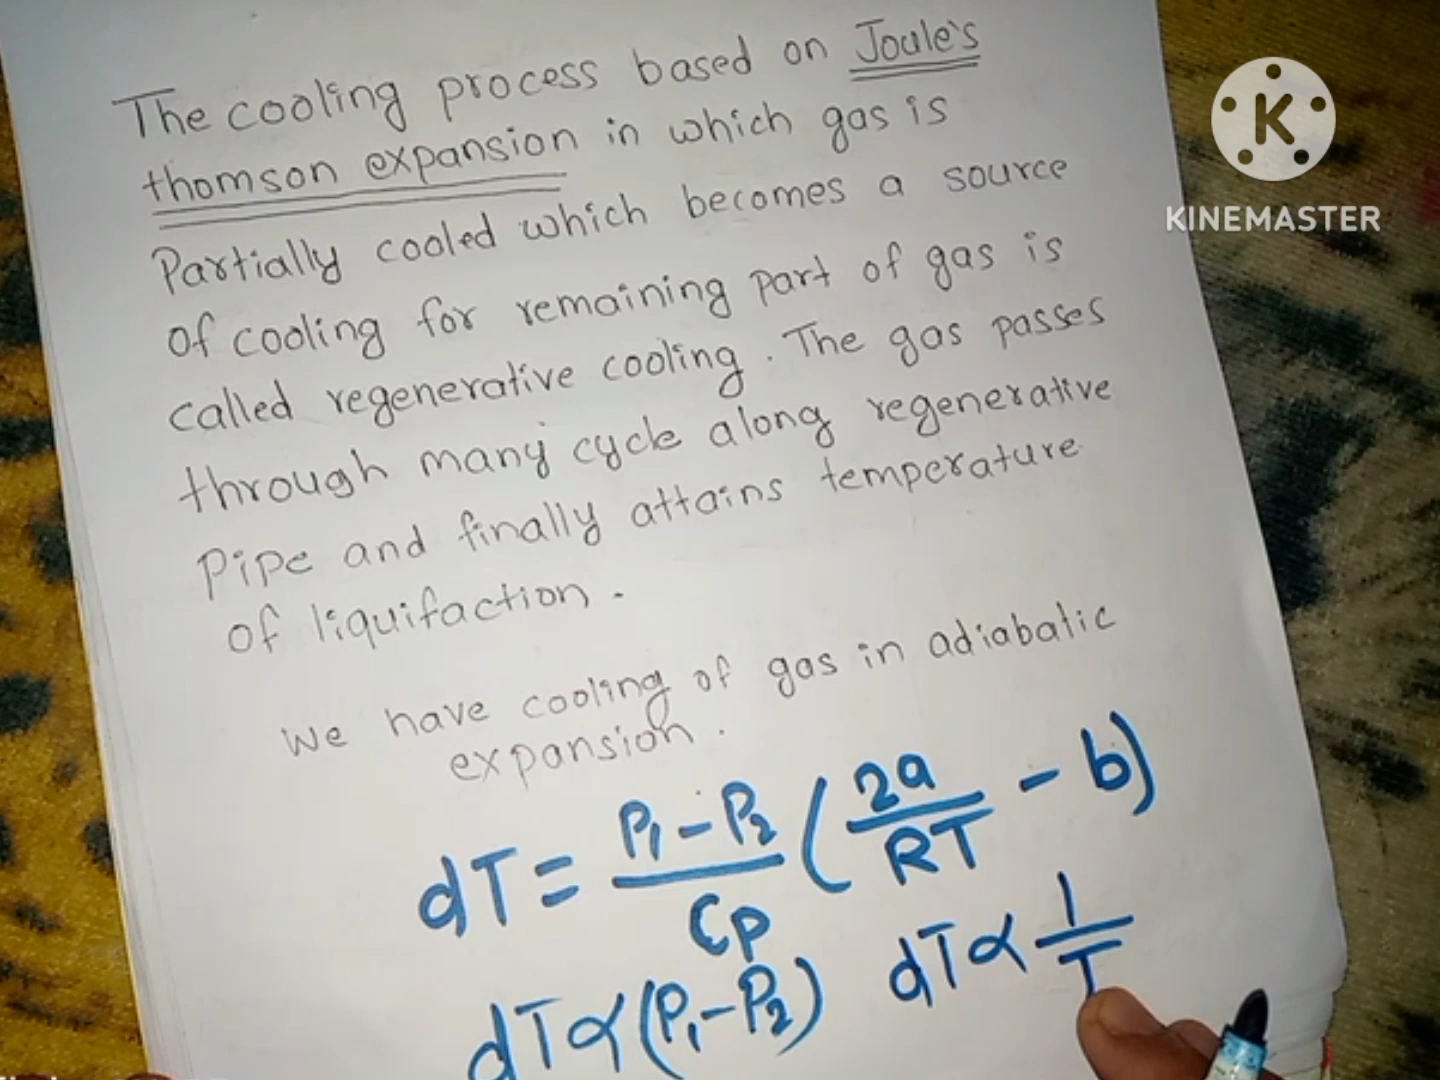 The cooling process based on Joule's
thomson expansion in which gas is
Partially cooled which becomes a source
of cooling for remaining part of gas is
called regenerative cooling. The gas passes
through many cycle along regenerative
Pipe and finally attains temperature
of liquifaction.
We have cooling of gas in adiabatic
expansion.
dT = P₁-P₂/Cp (2a/RT - b)
dT ∝ (P₁-P₂) dT ∝ 1/T
K
KINEMASTER